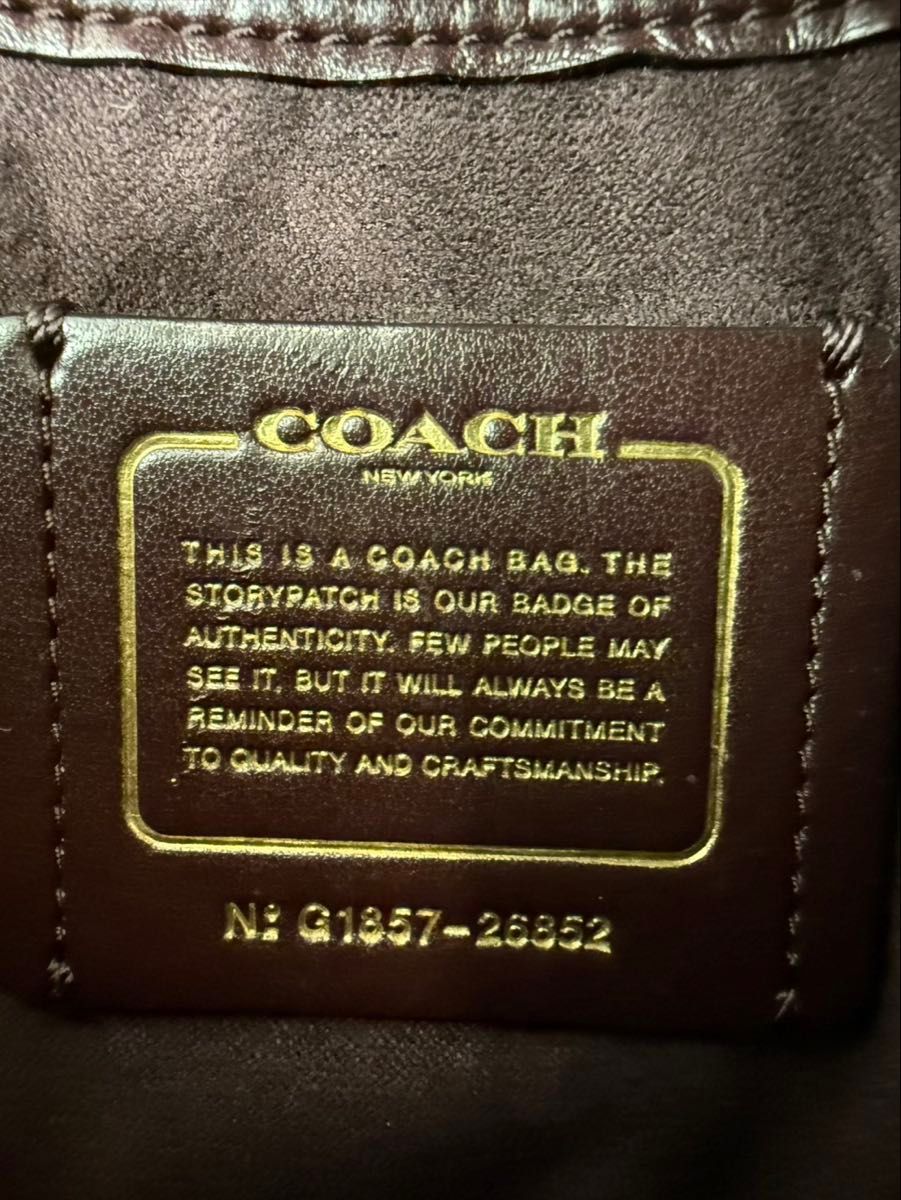 COACH
NEW YORK
THIS IS A COACH BAG. THE
STORYPATCH IS OUR BADGE OF
AUTHENTICITY. FEW PEOPLE MAY
SEE IT, BUT IT WILL ALWAYS BE A
REMINDER OF OUR COMMITMENT
TO QUALITY AND CRAFTSMANSHIP.
Nº G1857-26852